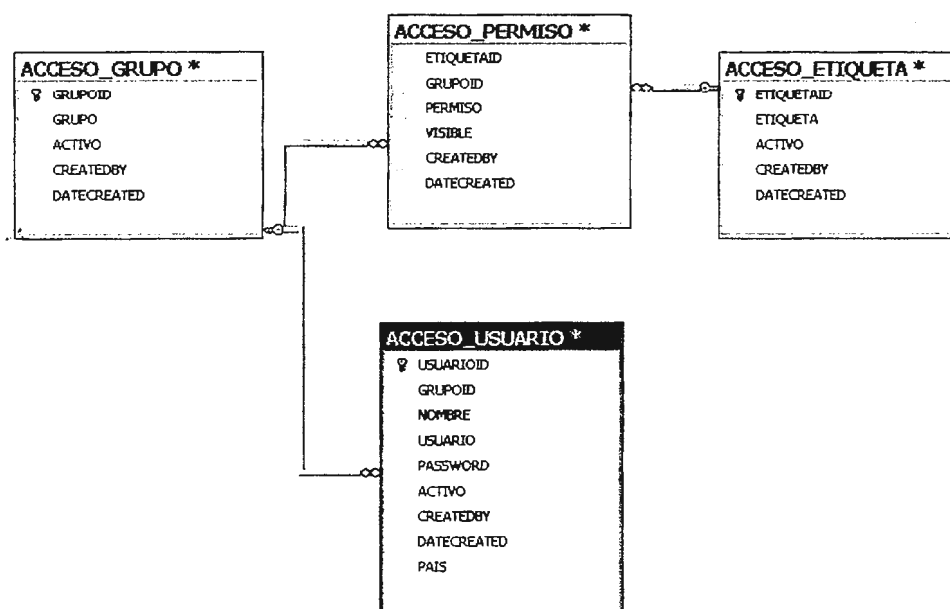 ACCESO_GRUPO *
GRUPOID
GRUPO
ACTIVO
CREATEDBY
DATECREATED
ACCESO_PERMISO *
ETIQUETAID
GRUPOID
PERMISO
VISIBLE
CREATEDBY
DATECREATED
ACCESO_ETIQUETA *
ETIQUETAID
ETIQUETA
ACTIVO
CREATEDBY
DATECREATED
ACCESO_USUARIO *
USUARIOID
GRUPOID
NOMBRE
USUARIO
PASSWORD
ACTIVO
CREATEDBY
DATECREATED
PAIS